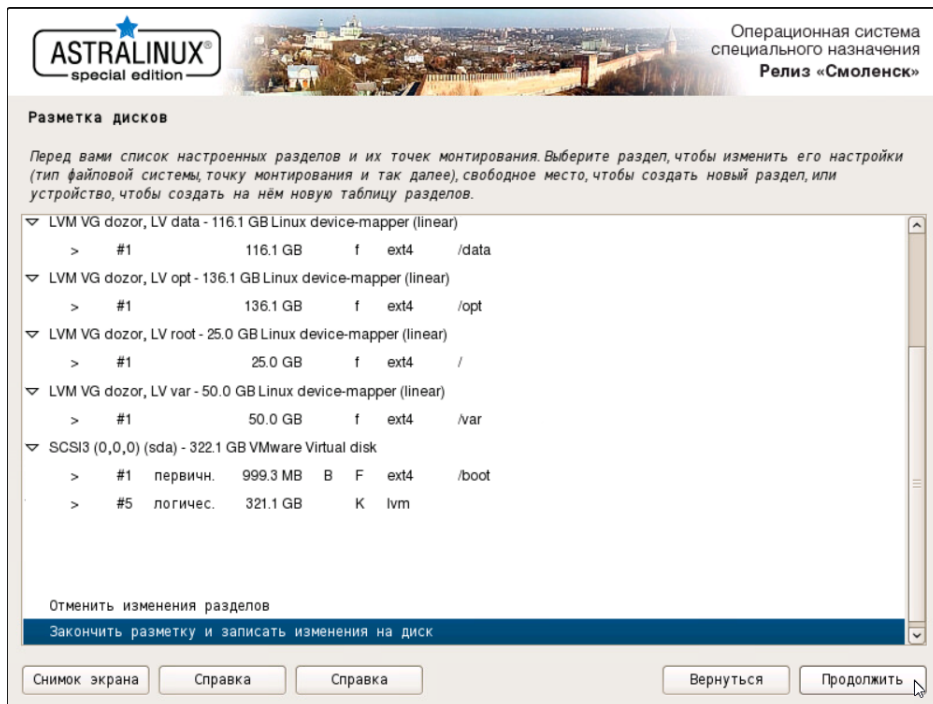 ASTRALINUX®
special edition
Операционная система
специального назначения
Релиз «Смоленск»
Разметка дисков
Перед вами список настроенных разделов и их точек монтирования. Выберите раздел, чтобы изменить его настройки
(тип файловой системы, точку монтирования и так далее), свободное место, чтобы создать новый раздел, или
устройство, чтобы создать на нём новую таблицу разделов.
LVM VG dozor, LV data - 116.1 GB Linux device-mapper (linear)
> #1 116.1 GB f ext4 /data
LVM VG dozor, LV opt - 136.1 GB Linux device-mapper (linear)
> #1 136.1 GB f ext4 /opt
LVM VG dozor, LV root - 25.0 GB Linux device-mapper (linear)
> #1 25.0 GB f ext4 /
LVM VG dozor, LV var - 50.0 GB Linux device-mapper (linear)
> #1 50.0 GB f ext4 /var
SCSI3 (0,0,0) (sda) - 322.1 GB VMware Virtual disk
> #1 первичн. 999.3 MB B F ext4 /boot
> #5 логичес. 321.1 GB K lvm
Отменить изменения разделов
Закончить разметку и записать изменения на диск
Снимок экрана Справка Справка Вернуться Продолжить